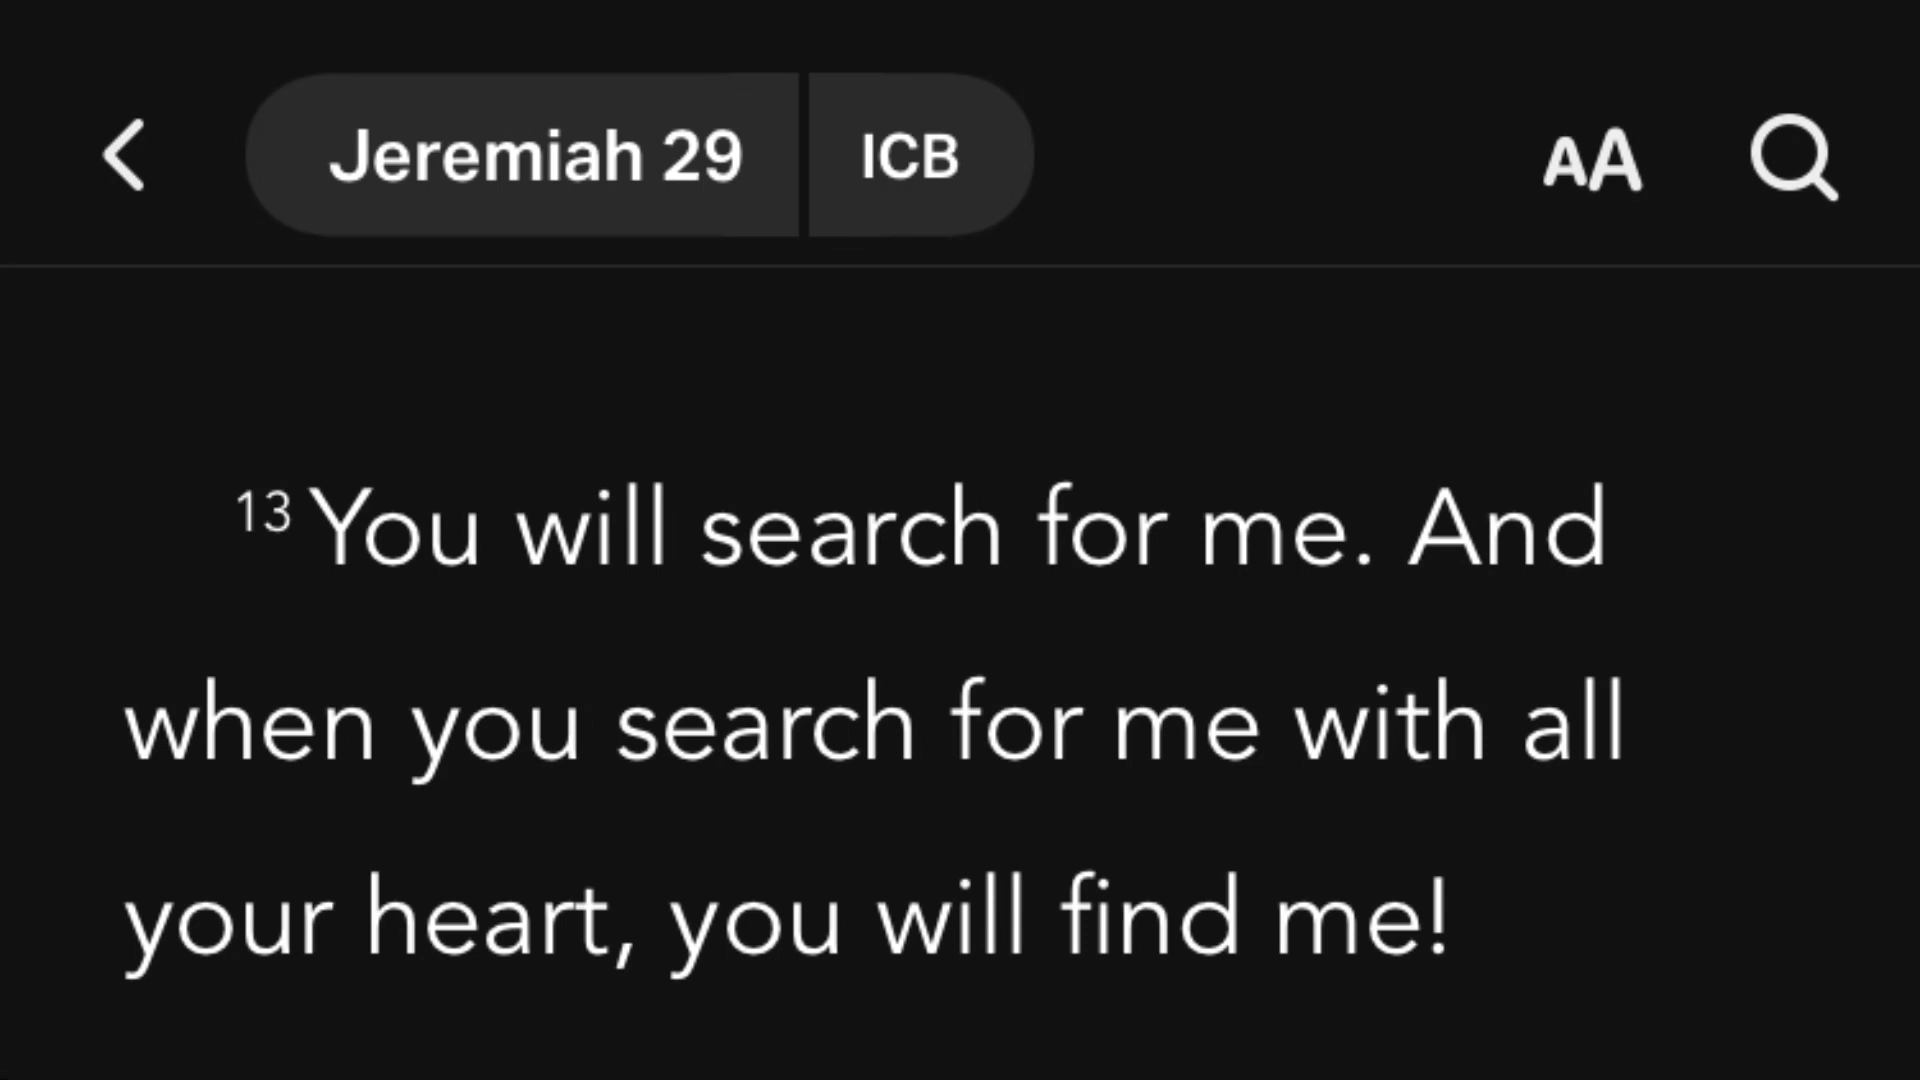 Jeremiah 29 ICB AA
13 You will search for me. And
when you search for me with all
your heart, you will find me!